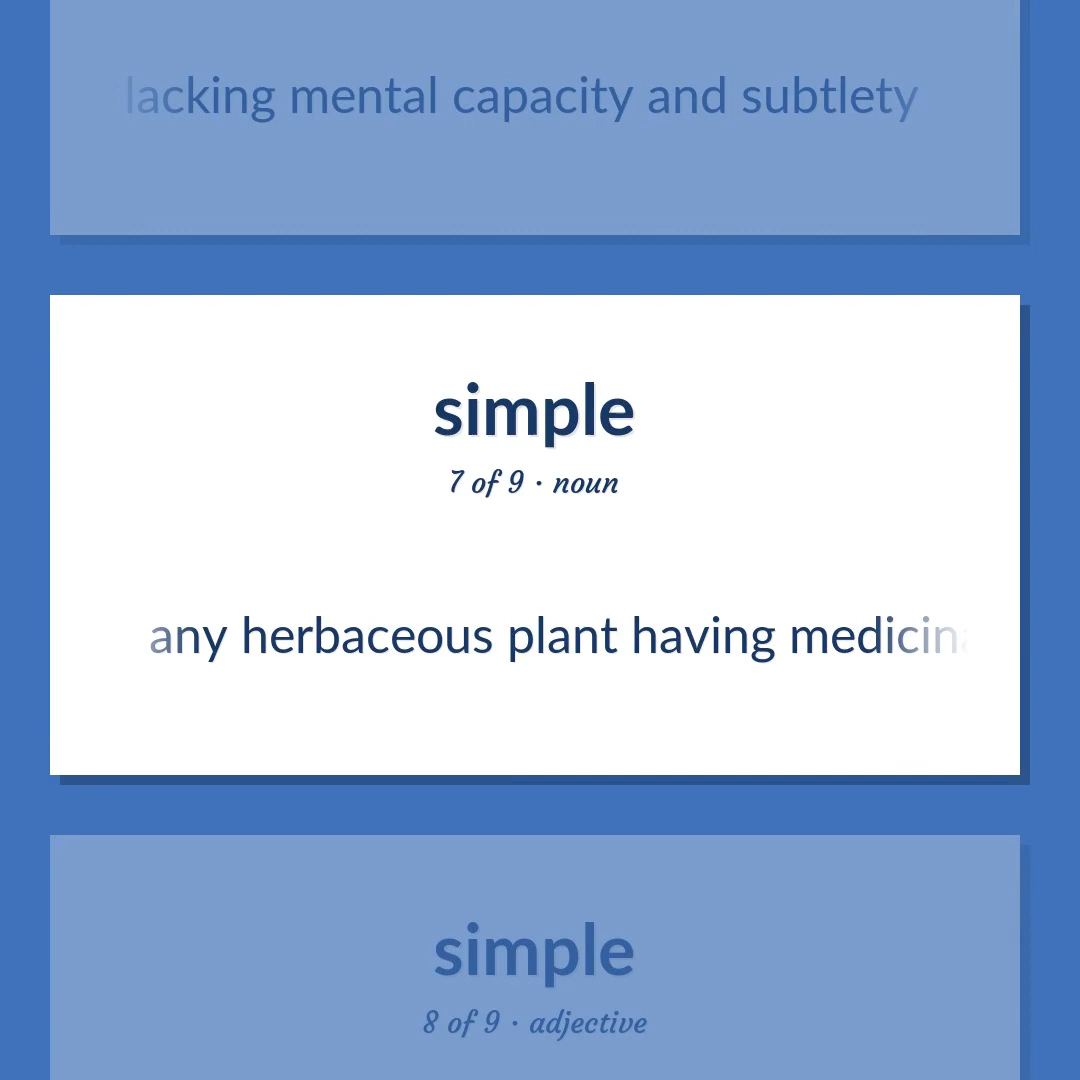 lacking mental capacity and subtlety
simple
7 of 9 · noun
any herbaceous plant having medicina
simple
8 of 9 · adjective